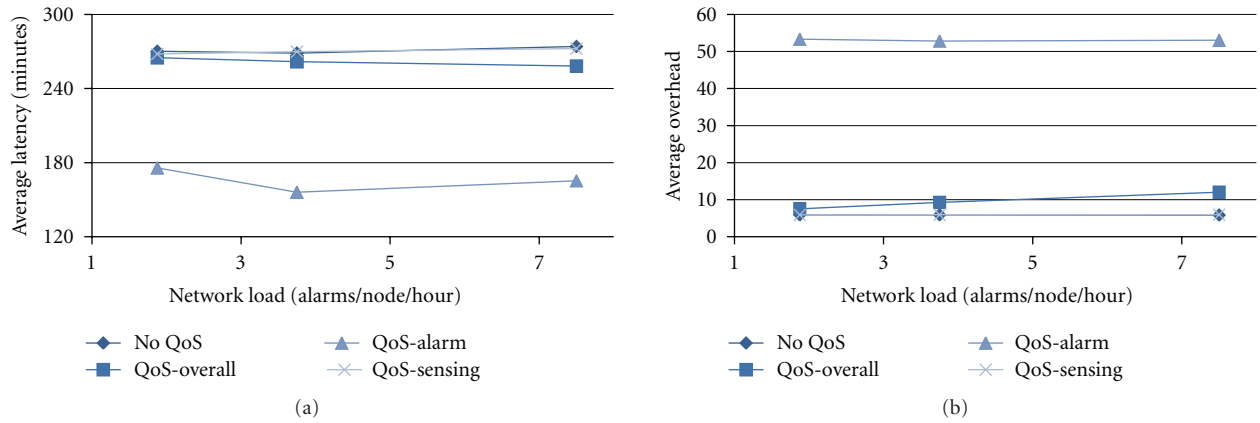 300
240
180
120
Average latency (minutes)
1
3
5
7
Network load (alarms/node/hour)
No QoS
QoS-alarm
QoS-overall
QoS-sensing
(a)
60
50
40
30
20
10
0
Average overhead
1
3
5
7
Network load (alarms/node/hour)
No QoS
QoS-alarm
QoS-overall
QoS-sensing
(b)